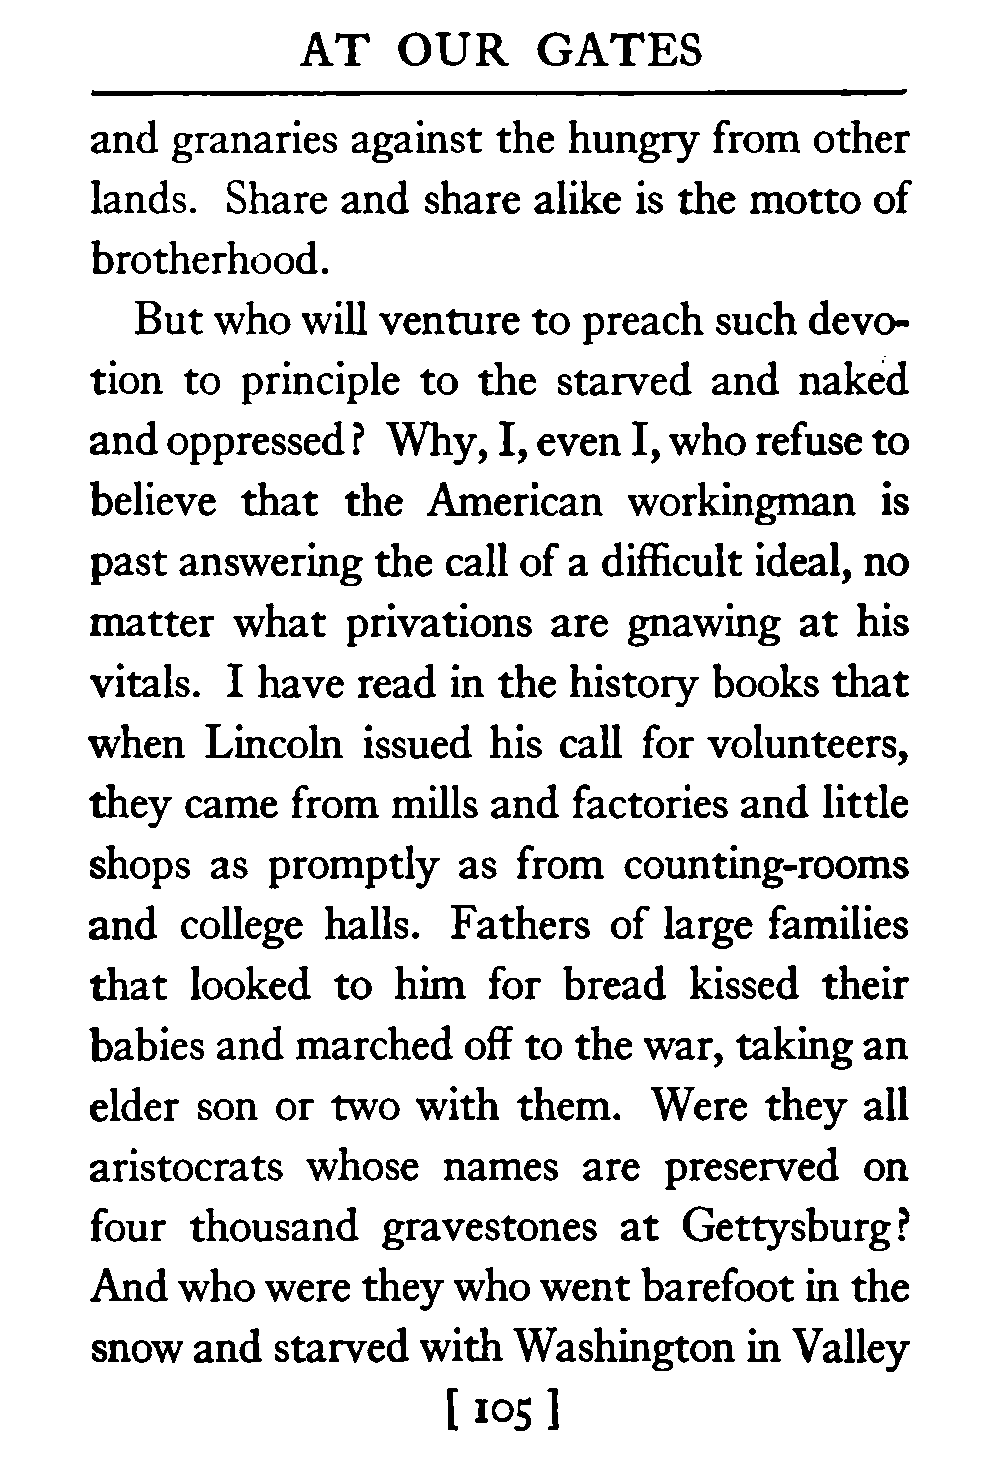 AT OUR GATES
and granaries against the hungry from other
lands. Share and share alike is the motto of
brotherhood.
But who will venture to preach such devo-
tion to principle to the starved and naked
and oppressed? Why, I, even I, who refuse to
believe that the American workingman is
past answering the call of a difficult ideal, no
matter what privations are gnawing at his
vitals. I have read in the history books that
when Lincoln issued his call for volunteers,
they came from mills and factories and little
shops as promptly as from counting-rooms
and college halls. Fathers of large families
that looked to him for bread kissed their
babies and marched off to the war, taking an
elder son or two with them. Were they all
aristocrats whose names are preserved on
four thousand gravestones at Gettysburg?
And who were they who went barefoot in the
snow and starved with Washington in Valley
[ 105 ]